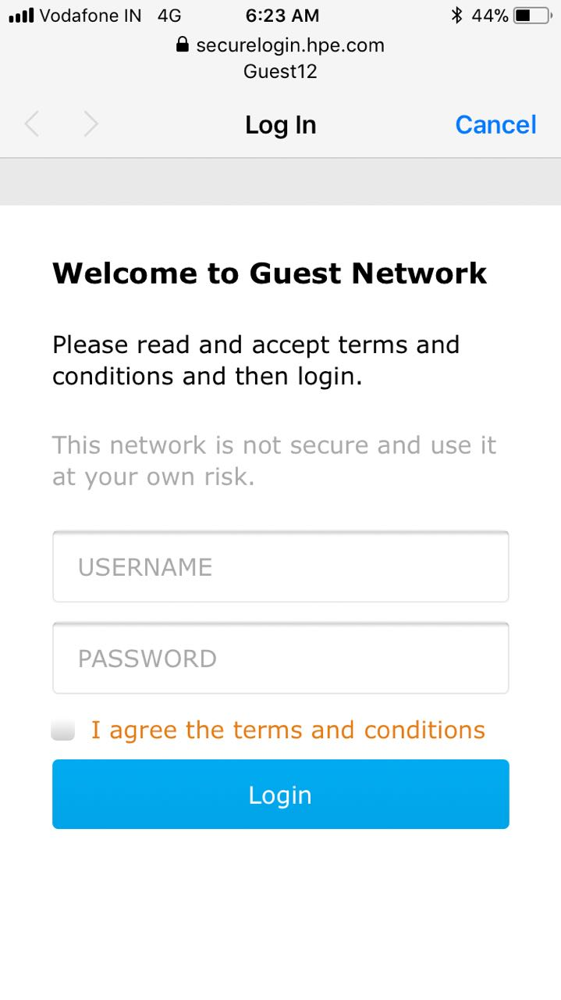 Vodafone IN 4G 6:23 AM 44%
securelogin.hpe.com
Guest12
Log In Cancel
Welcome to Guest Network
Please read and accept terms and
conditions and then login.
This network is not secure and use it
at your own risk.
USERNAME
PASSWORD
I agree the terms and conditions
Login